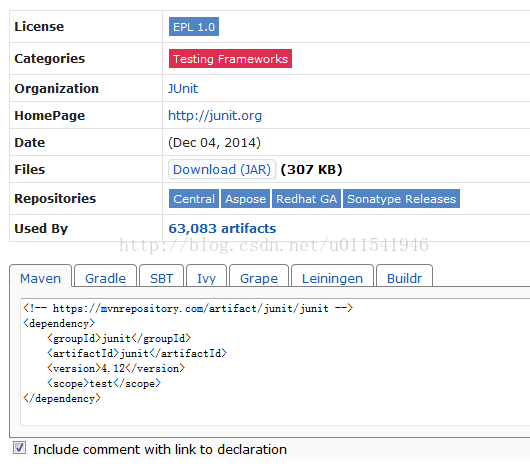 License EPL 1.0
Categories Testing Frameworks
Organization JUnit
HomePage http://junit.org
Date (Dec 04, 2014)
Files Download (JAR) (307 KB)
Repositories Central Aspose Redhat GA Sonatype Releases
Used By 63,083 artifacts
http://blog.csdn.net/u011541946
Maven Gradle SBT Ivy Grape Leiningen Buildr
<!-- https://mvnrepository.com/artifact/junit/junit -->
<dependency>
    <groupId>junit</groupId>
    <artifactId>junit</artifactId>
    <version>4.12</version>
    <scope>test</scope>
</dependency>
Include comment with link to declaration